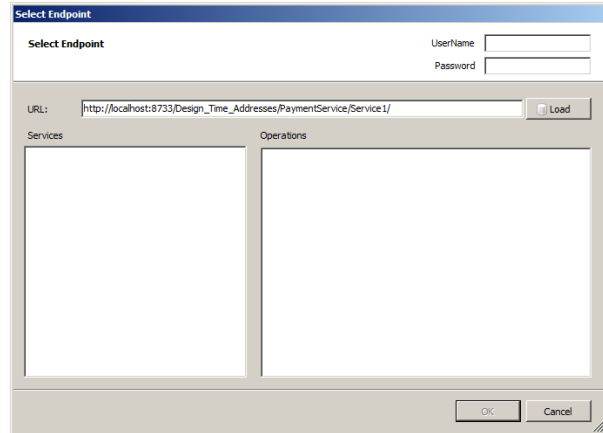 Select Endpoint
Select Endpoint
UserName
Password
URL: http://localhost:8733/Design_Time_Addresses/PaymentService/Service1/ Load
Services Operations
OK Cancel